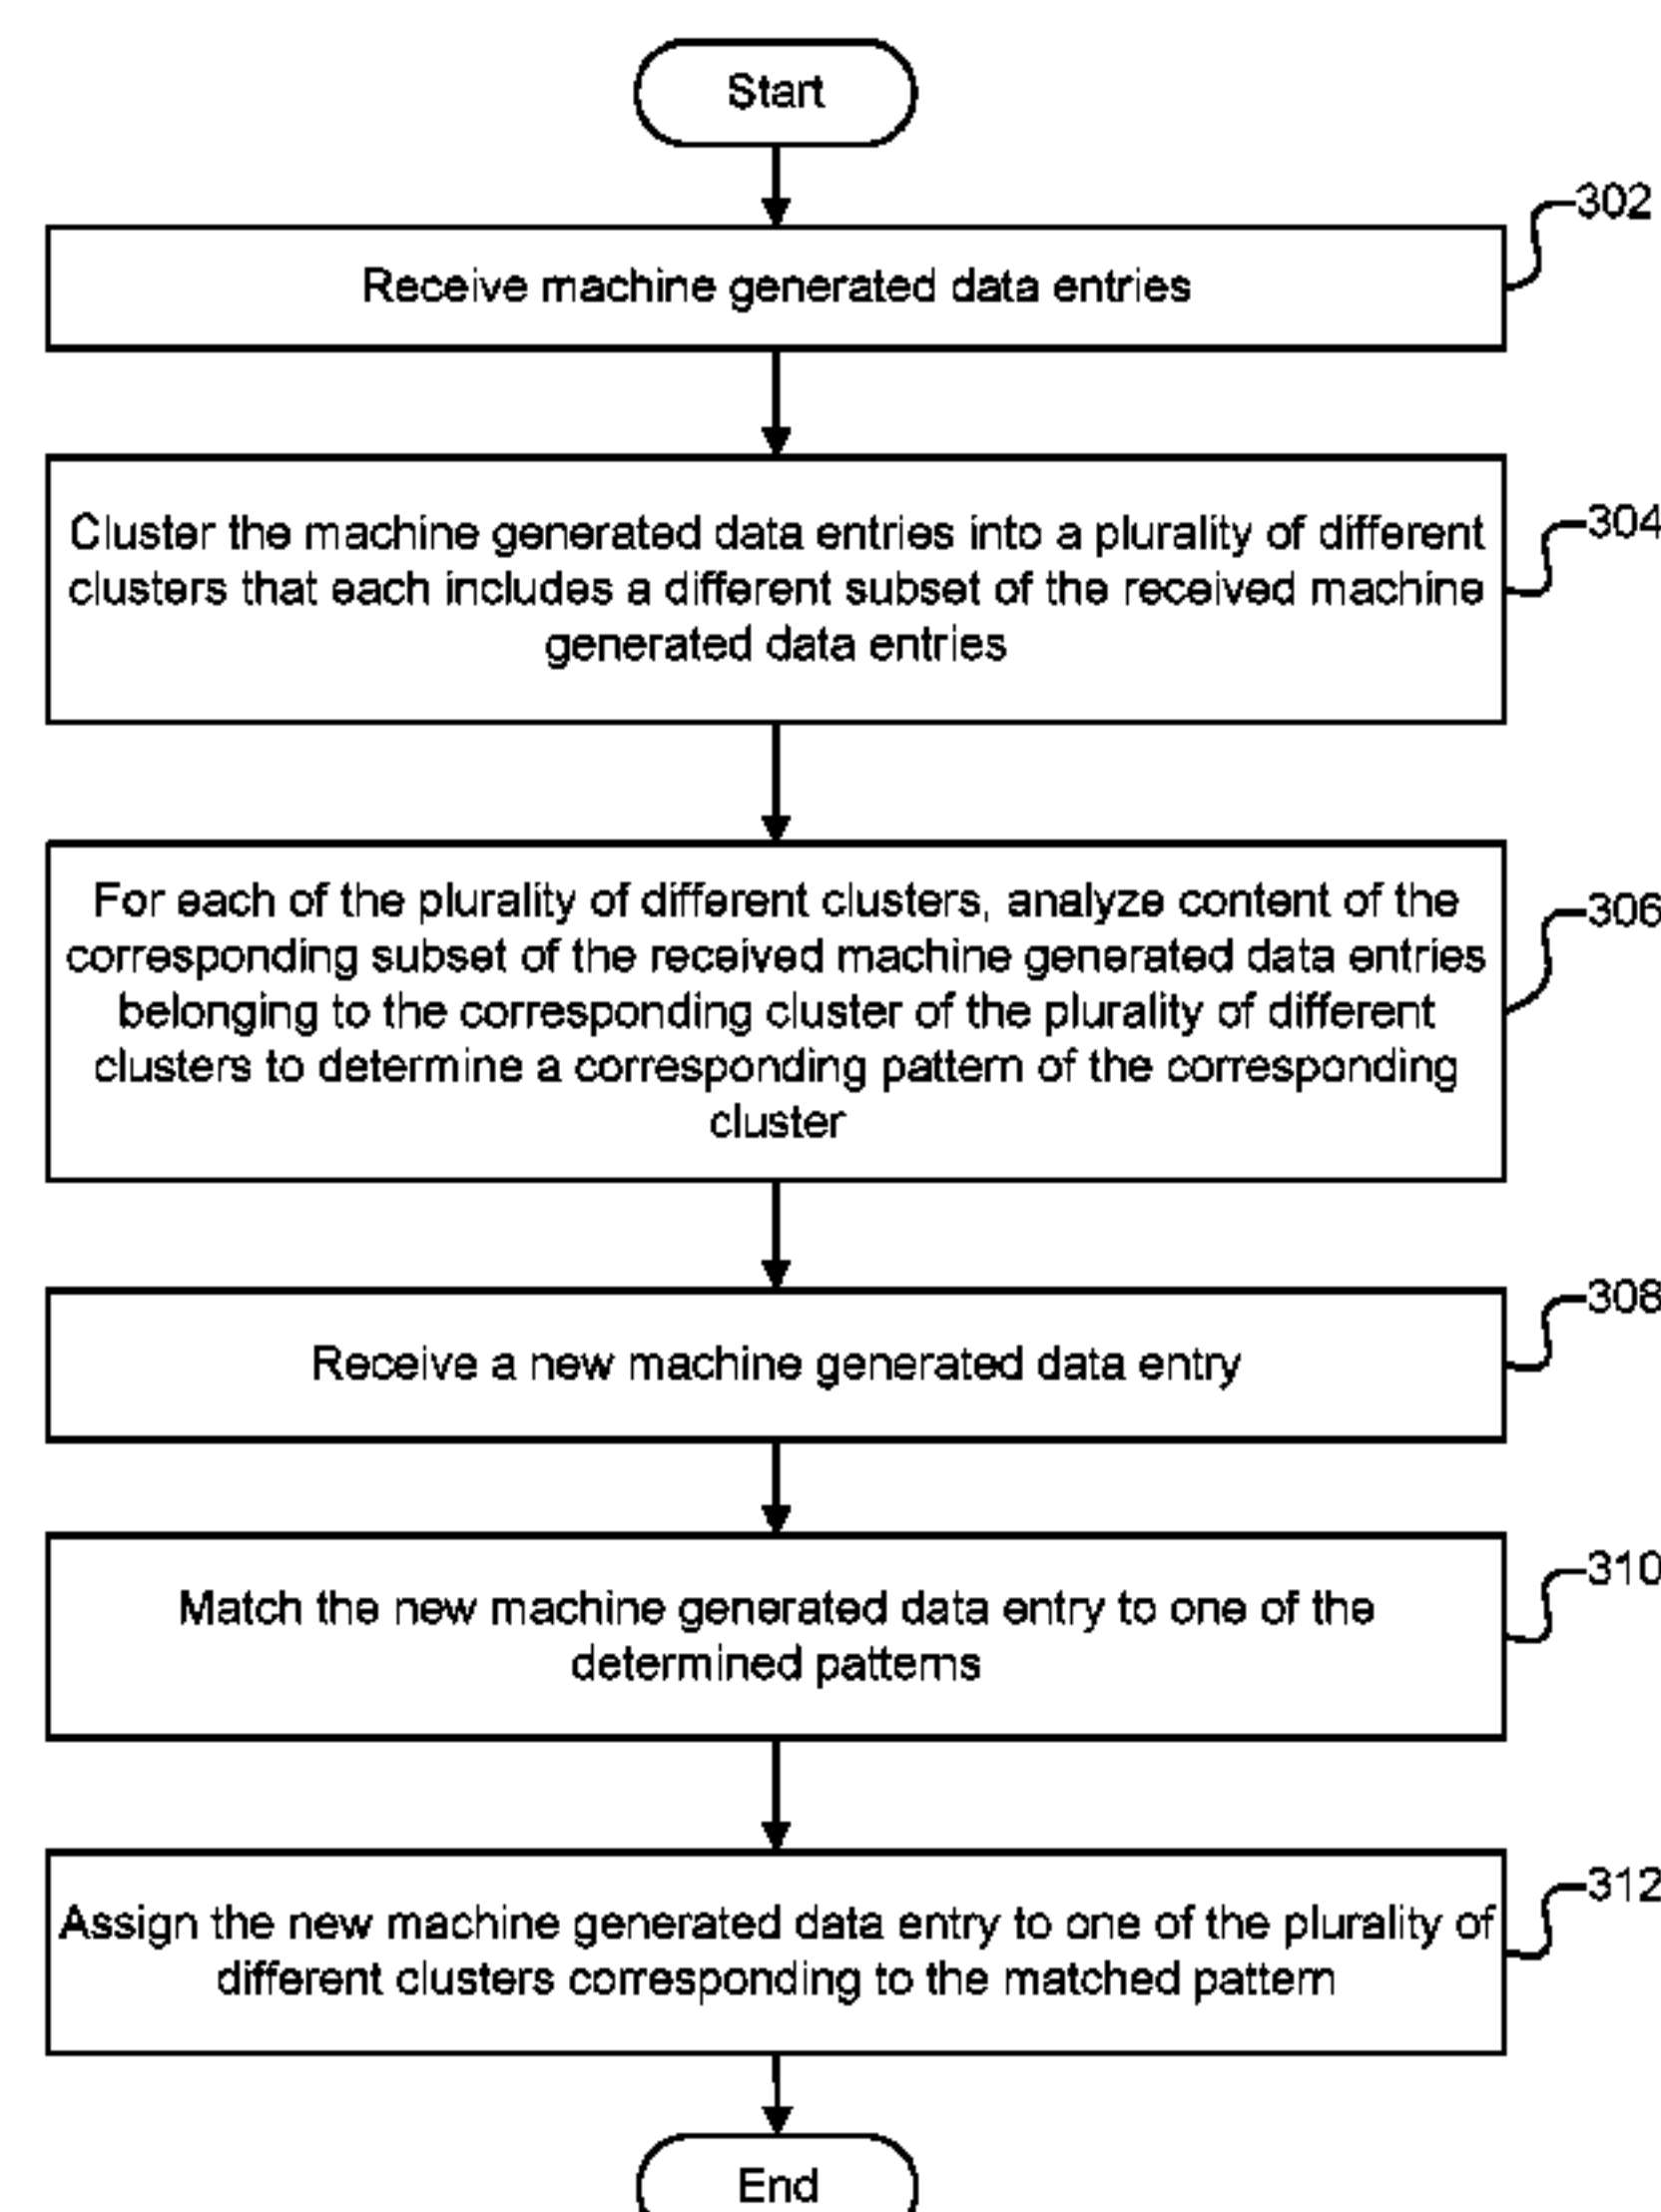 Start
302
Receive machine generated data entries
304
Cluster the machine generated data entries into a plurality of different
clusters that each includes a different subset of the received machine
generated data entries
306
For each of the plurality of different clusters, analyze content of the
corresponding subset of the received machine generated data entries
belonging to the corresponding cluster of the plurality of different
clusters to determine a corresponding pattern of the corresponding
cluster
308
Receive a new machine generated data entry
310
Match the new machine generated data entry to one of the
determined patterns
312
Assign the new machine generated data entry to one of the plurality of
different clusters corresponding to the matched pattern
End